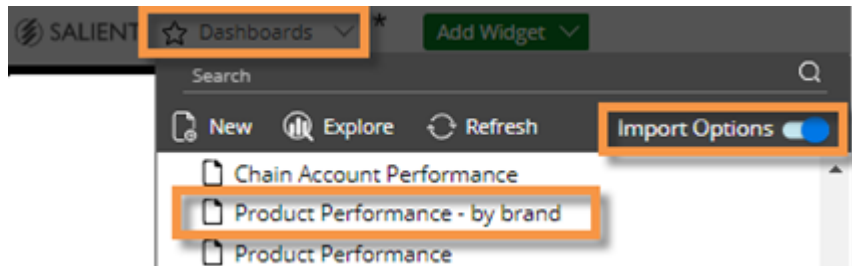 SALIENT Dashboards * Add Widget
Search
New Explore Refresh Import Options
Chain Account Performance
Product Performance - by brand
Product Performance